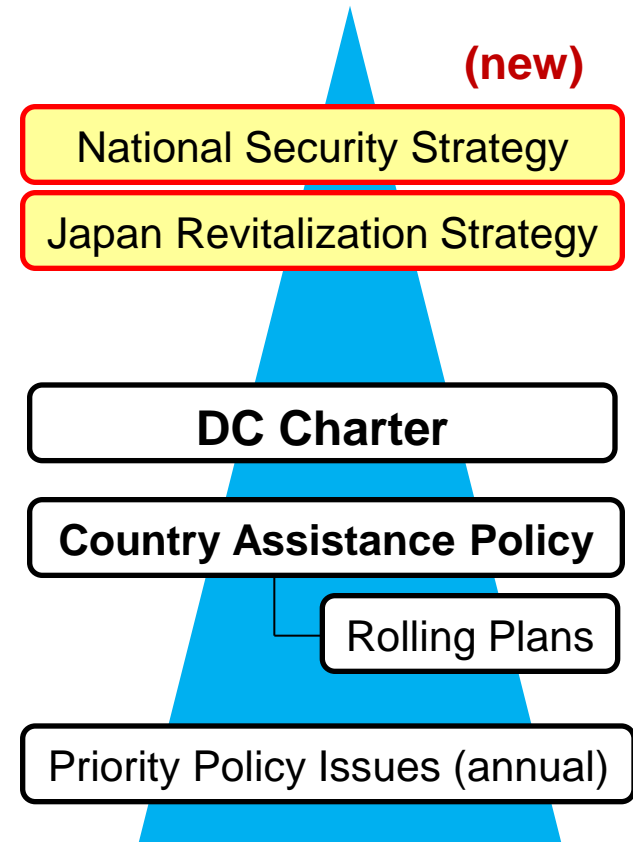 (new)
National Security Strategy
Japan Revitalization Strategy
DC Charter
Country Assistance Policy
Rolling Plans
Priority Policy Issues (annual)